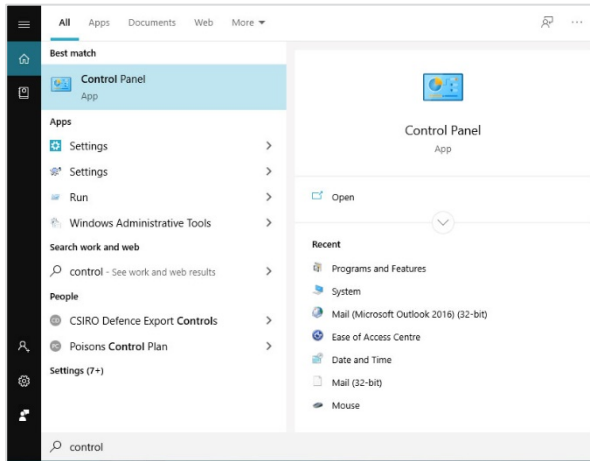 All Apps Documents Web More
Best match
Control Panel
App
Apps
Settings
Settings
Run
Windows Administrative Tools
Search work and web
control - See work and web results
People
CD CSIRO Defence Export Controls
PC Poisons Control Plan
Settings (7+)
control
Control Panel
App
Open
Recent
Programs and Features
System
Mail (Microsoft Outlook 2016) (32-bit)
Ease of Access Centre
Date and Time
Mail (32-bit)
Mouse